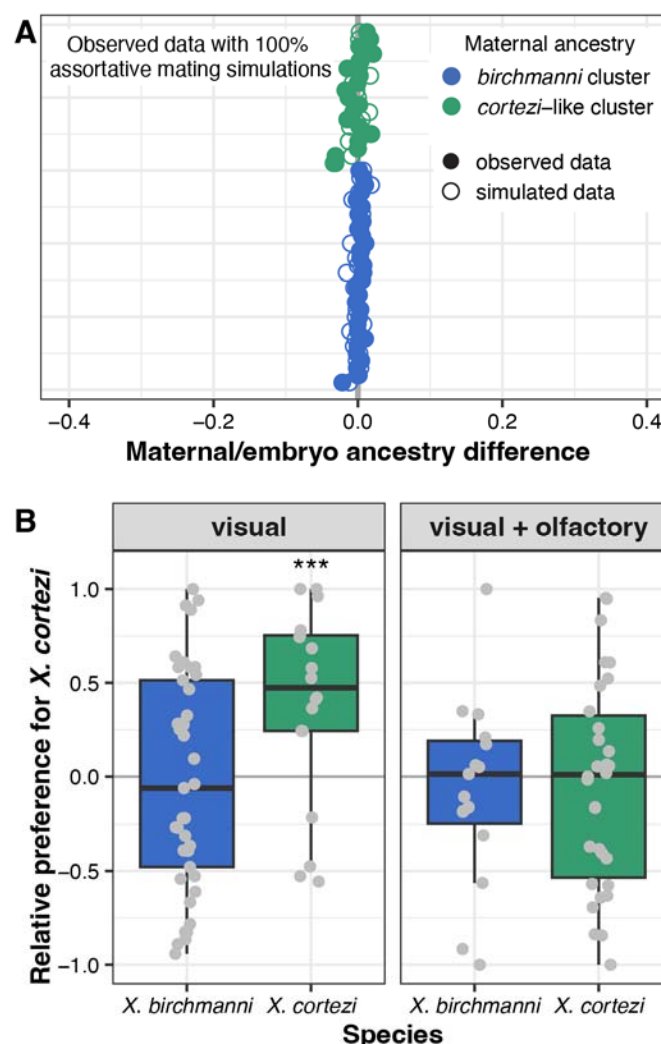 A
Observed data with 100%
assortative mating simulations
Maternal ancestry
birchmanni cluster
cortezi–like cluster
observed data
simulated data
−0.4
−0.2
0.0
0.2
0.4
Maternal/embryo ancestry difference
B
visual
visual + olfactory
***
Relative preference for X. cortezi
1.0
0.5
0.0
−0.5
−1.0
X. birchmanni
X. cortezi
X. birchmanni
X. cortezi
Species